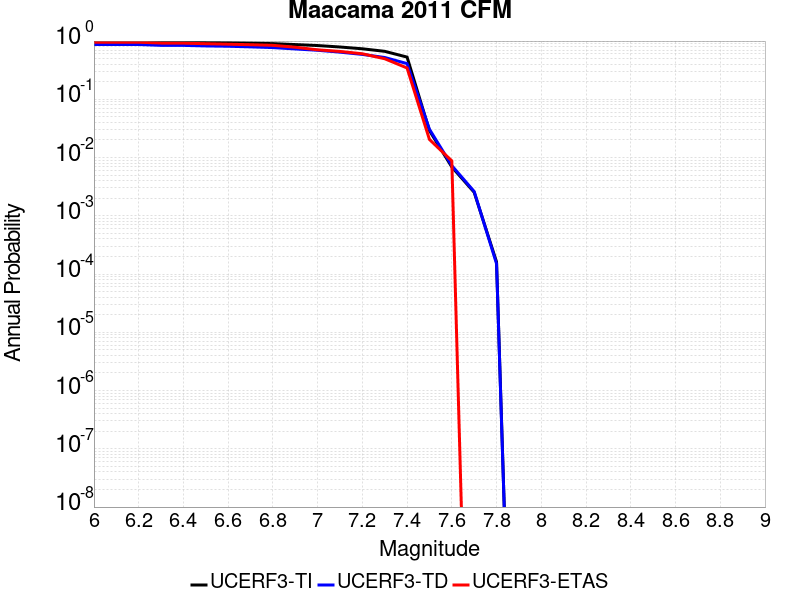 Maacama 2011 CFM
10^0
10^-1
10^-2
10^-3
10^-4
10^-5
10^-6
10^-7
10^-8
Annual Probability
6 6.2 6.4 6.6 6.8 7 7.2 7.4 7.6 7.8 8 8.2 8.4 8.6 8.8 9
Magnitude
UCERF3-TI UCERF3-TD UCERF3-ETAS